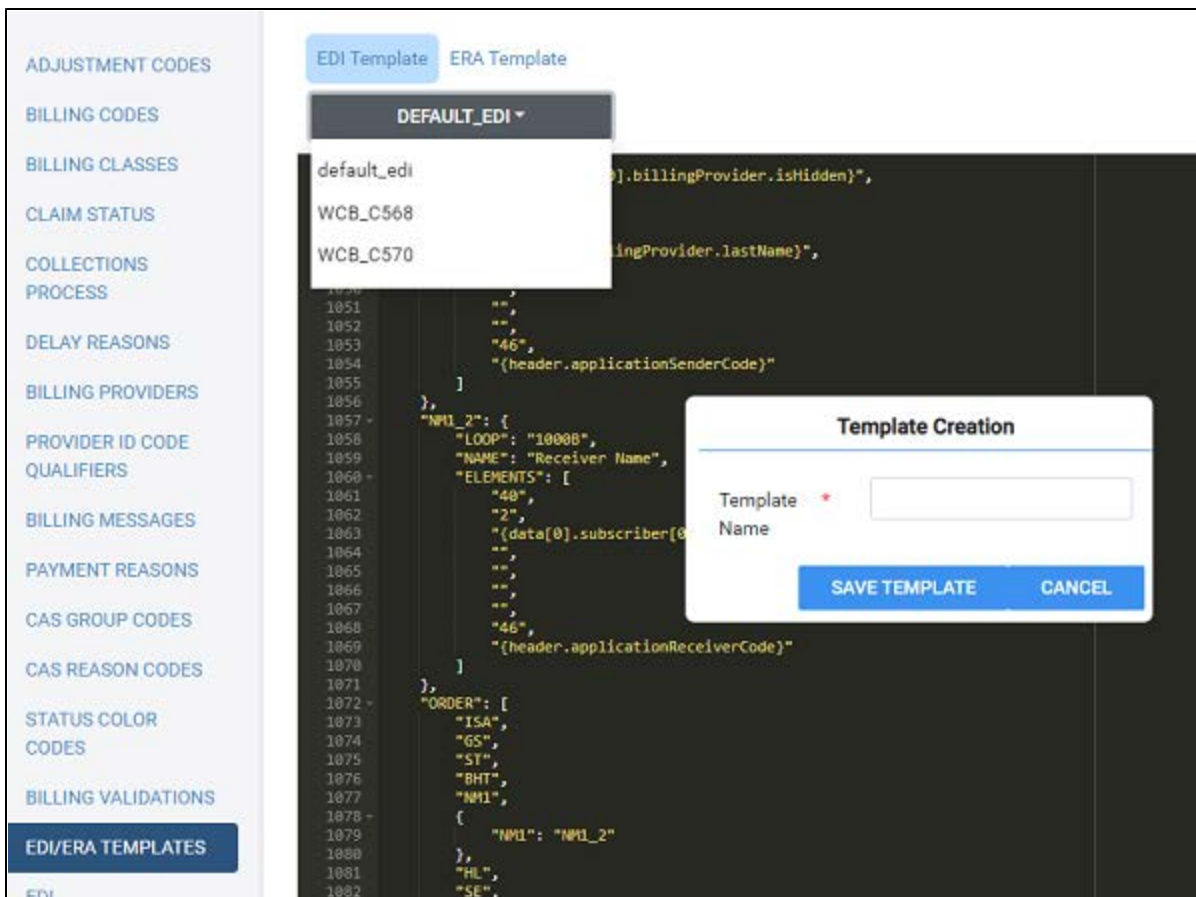 ADJUSTMENT CODES
BILLING CODES
BILLING CLASSES
CLAIM STATUS
COLLECTIONS
PROCESS
DELAY REASONS
BILLING PROVIDERS
PROVIDER ID CODE
QUALIFIERS
BILLING MESSAGES
PAYMENT REASONS
CAS GROUP CODES
CAS REASON CODES
STATUS COLOR
CODES
BILLING VALIDATIONS
EDI/ERA TEMPLATES
EDI
EDI Template ERA Template
DEFAULT_EDI
default_edi
WCB_C568
WCB_C570
].billingProvider.isHidden}",
ingProvider.lastName}",
1051 "",
1052 "",
1053 "46",
1054 "{header.applicationSenderCode}"
1055 ]
1056 },
1057 "NM1_2": {
1058 "LOOP": "1000B",
1059 "NAME": "Receiver Name",
1060 "ELEMENTS": [
1061 "40",
1062 "2",
1063 "{data[0].subscriber[0
1064 "",
1065 "",
1066 "",
1067 "",
1068 "46",
1069 "{header.applicationReceiverCode}"
1070 ]
1071 },
1072 "ORDER": [
1073 "ISA",
1074 "GS",
1075 "ST",
1076 "BHT",
1077 "NM1",
1078 {
1079 "NM1": "NM1_2"
1080 },
1081 "HL",
1082 "SE",
Template Creation
Template *
Name
SAVE TEMPLATE CANCEL